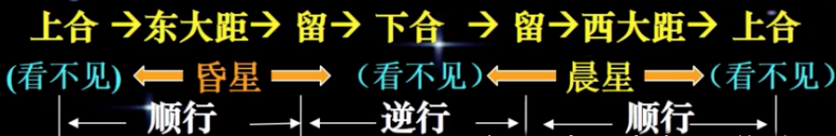 上合→东大距→留→下合→留→西大距→上合
(看不见) 昏星 (看不见) 晨星 (看不见)
顺行 逆行 顺行